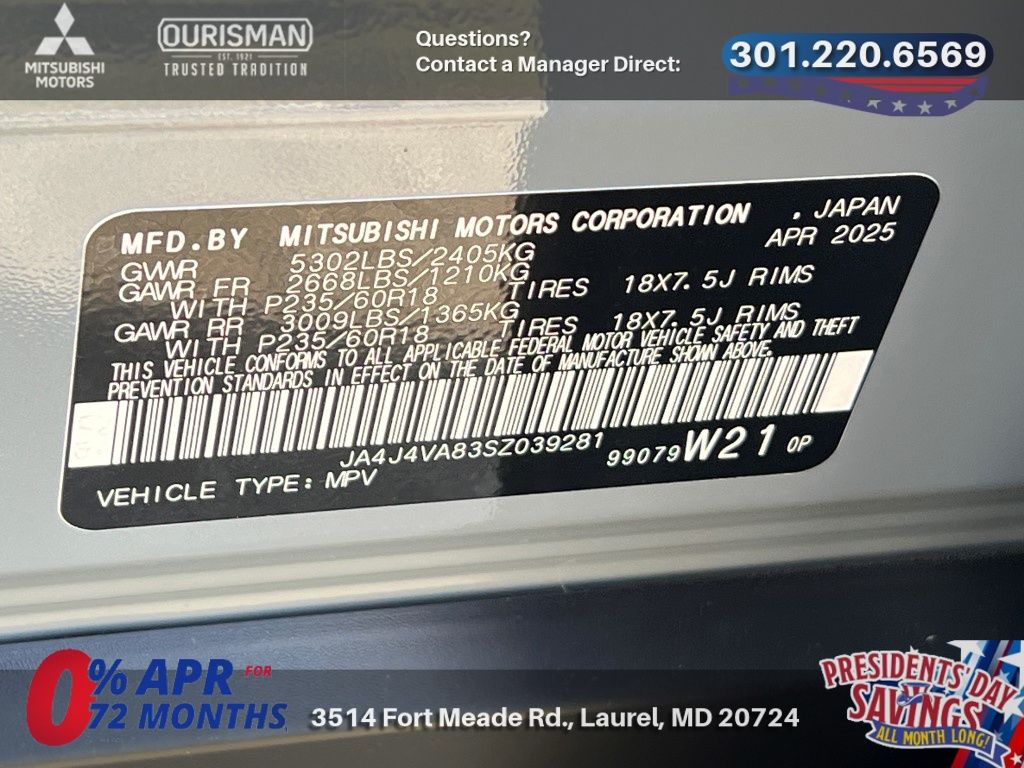 MITSUBISHI
MOTORS
OURISMAN
EST. 1921
TRUSTED TRADITION
Questions?
Contact a Manager Direct:
301.220.6569
MFD.BY MITSUBISHI MOTORS CORPORATION . JAPAN
APR 2025
GVWR 5302LBS/2405KG
GAWR FR 2668LBS/1210KG
WITH P235/60R18 TIRES 18X7.5J RIMS
GAWR RR 3009LBS/1365KG
WITH P235/60R18 TIRES 18X7.5J RIMS
THIS VEHICLE CONFORMS TO ALL APPLICABLE FEDERAL MOTOR VEHICLE SAFETY AND THEFT
PREVENTION STANDARDS IN EFFECT ON THE DATE OF MANUFACTURE SHOWN ABOVE.
JA4J4VA83SZ039281
99079 W21 0P
VEHICLE TYPE: MPV
0% APR FOR
72 MONTHS
3514 Fort Meade Rd., Laurel, MD 20724
PRESIDENTS' DAY
SAVINGS
ALL MONTH LONG!